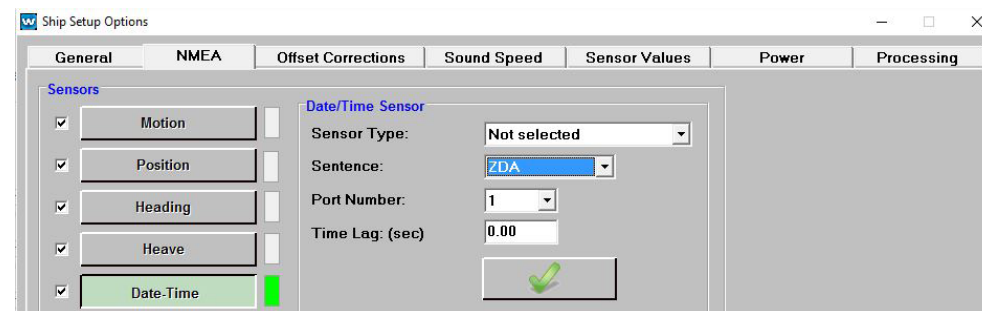 W Ship Setup Options
General NMEA Offset Corrections Sound Speed Sensor Values Power Processing
Sensors
Motion
Position
Heading
Heave
Date-Time
Date/Time Sensor
Sensor Type: Not selected
Sentence: ZDA
Port Number: 1
Time Lag: (sec) 0.00